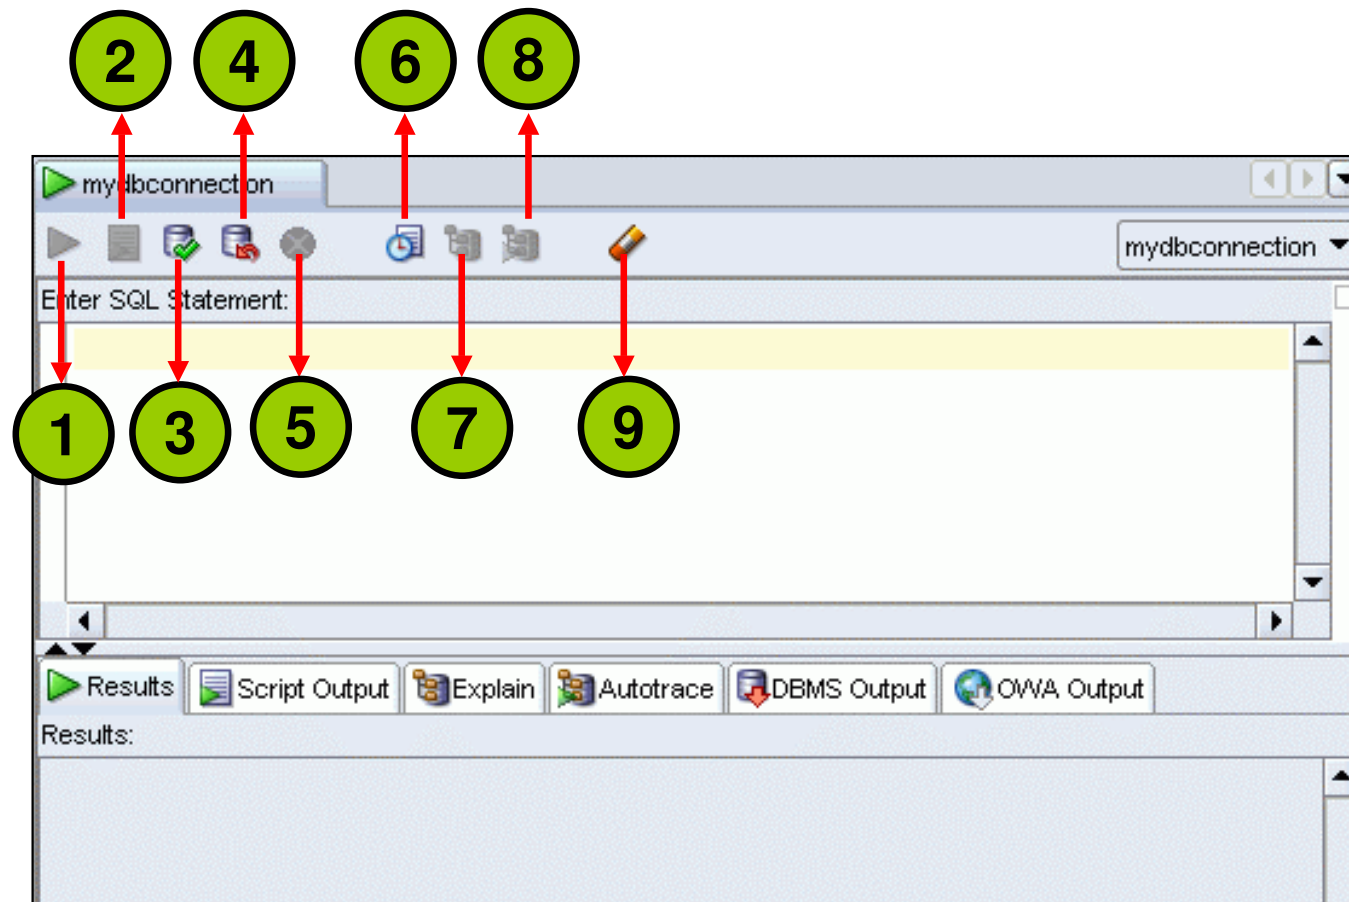 2 4 6 8
mydbconnection
mydbconnection
Enter SQL Statement:
1 3 5 7 9
Results Script Output Explain Autotrace DBMS Output OWA Output
Results: